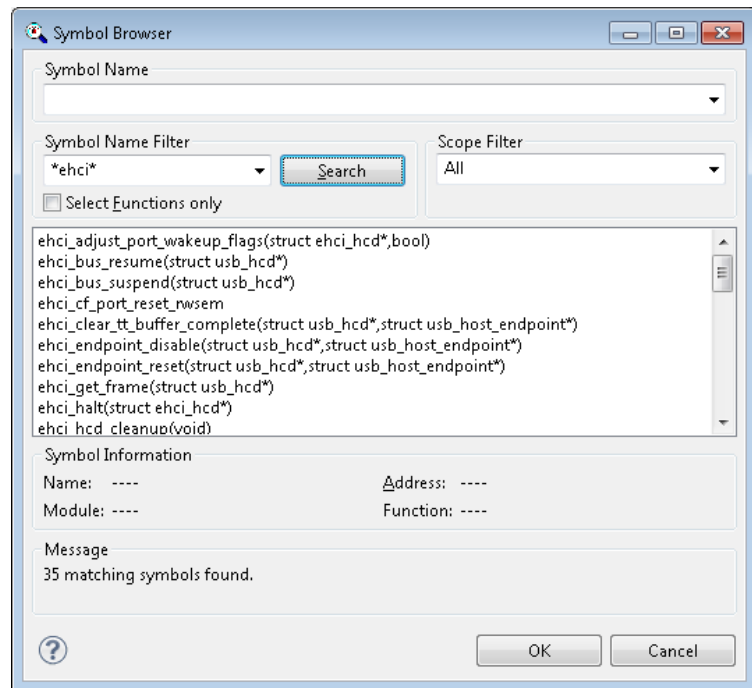 Symbol Browser
Symbol Name
Symbol Name Filter
Scope Filter
*ehci*
Search
All
Select Functions only
ehci_adjust_port_wakeup_flags(struct ehci_hcd*,bool)
ehci_bus_resume(struct usb_hcd*)
ehci_bus_suspend(struct usb_hcd*)
ehci_cf_port_reset_rwsem
ehci_clear_tt_buffer_complete(struct usb_hcd*,struct usb_host_endpoint*)
ehci_endpoint_disable(struct usb_hcd*,struct usb_host_endpoint*)
ehci_endpoint_reset(struct usb_hcd*,struct usb_host_endpoint*)
ehci_get_frame(struct usb_hcd*)
ehci_halt(struct ehci_hcd*)
ehci_hcd_cleanup(void)
Symbol Information
Name: ----
Address: ----
Module: ----
Function: ----
Message
35 matching symbols found.
?
OK
Cancel